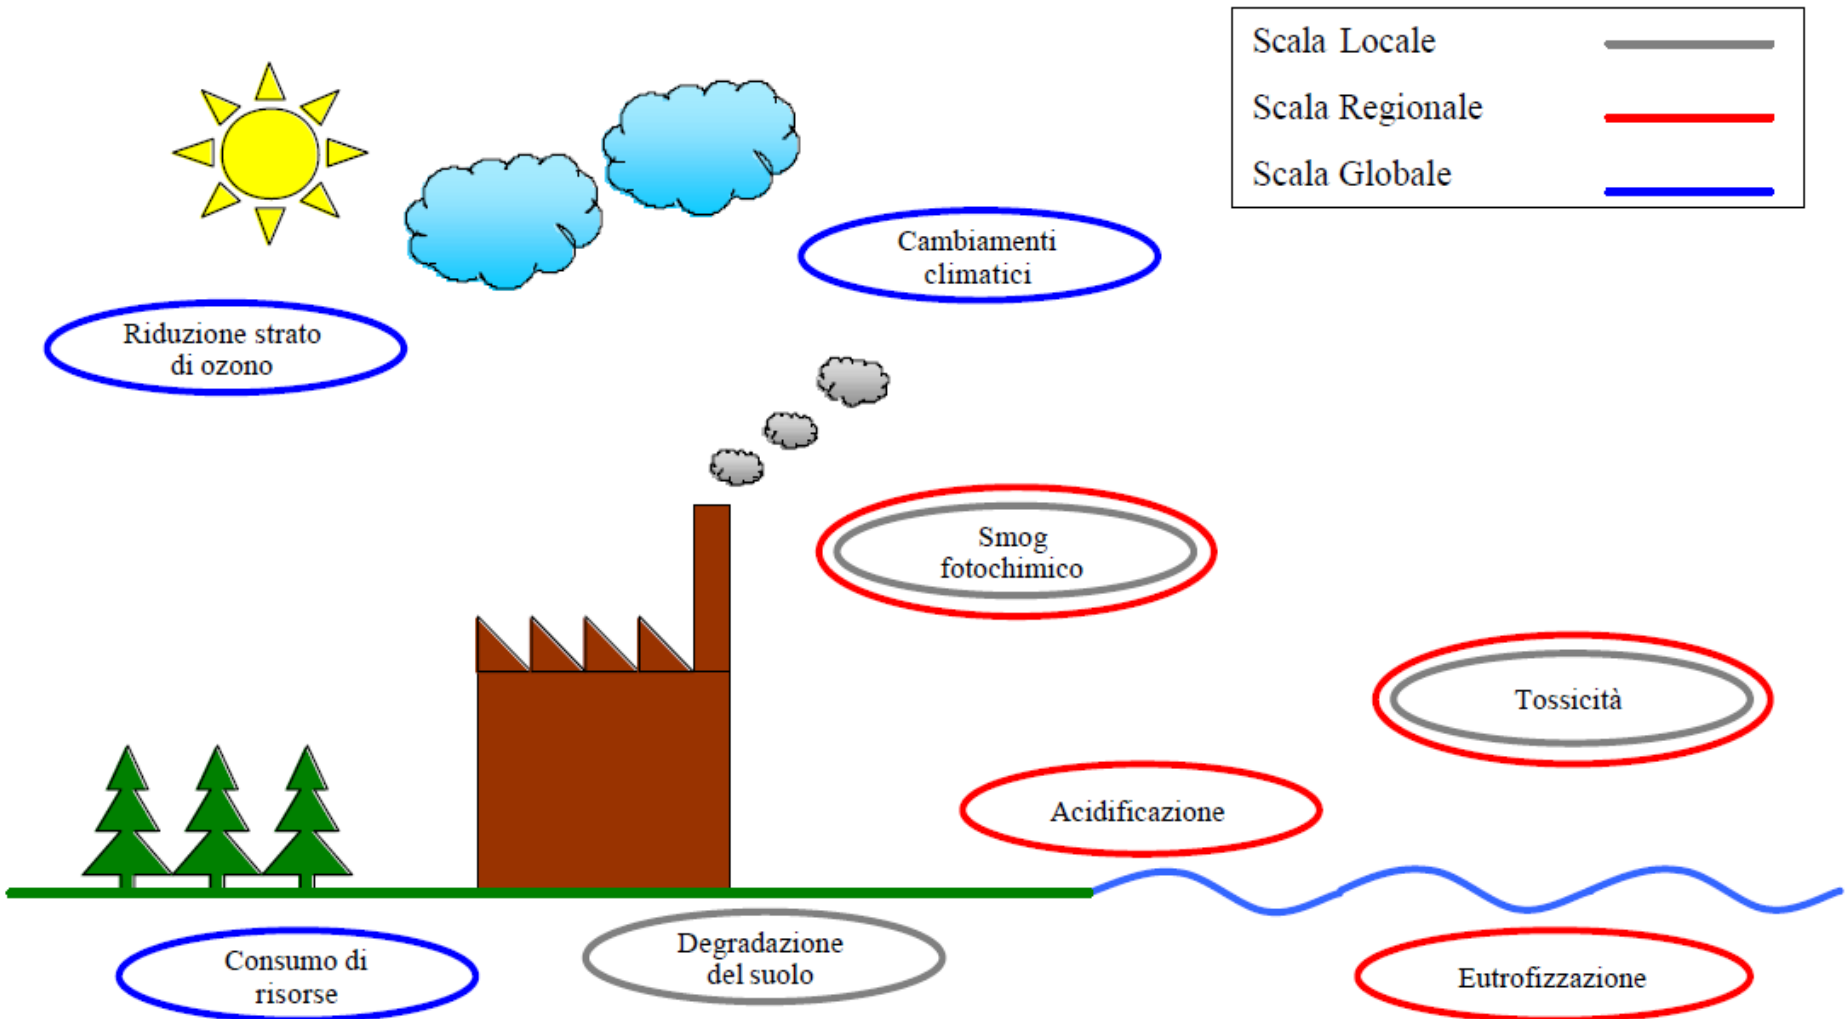 Scala Locale
Scala Regionale
Scala Globale
Cambiamenti
climatici
Riduzione strato
di ozono
Smog
fotochimico
Tossicità
Acidificazione
Degradazione
del suolo
Consumo di
risorse
Eutrofizzazione